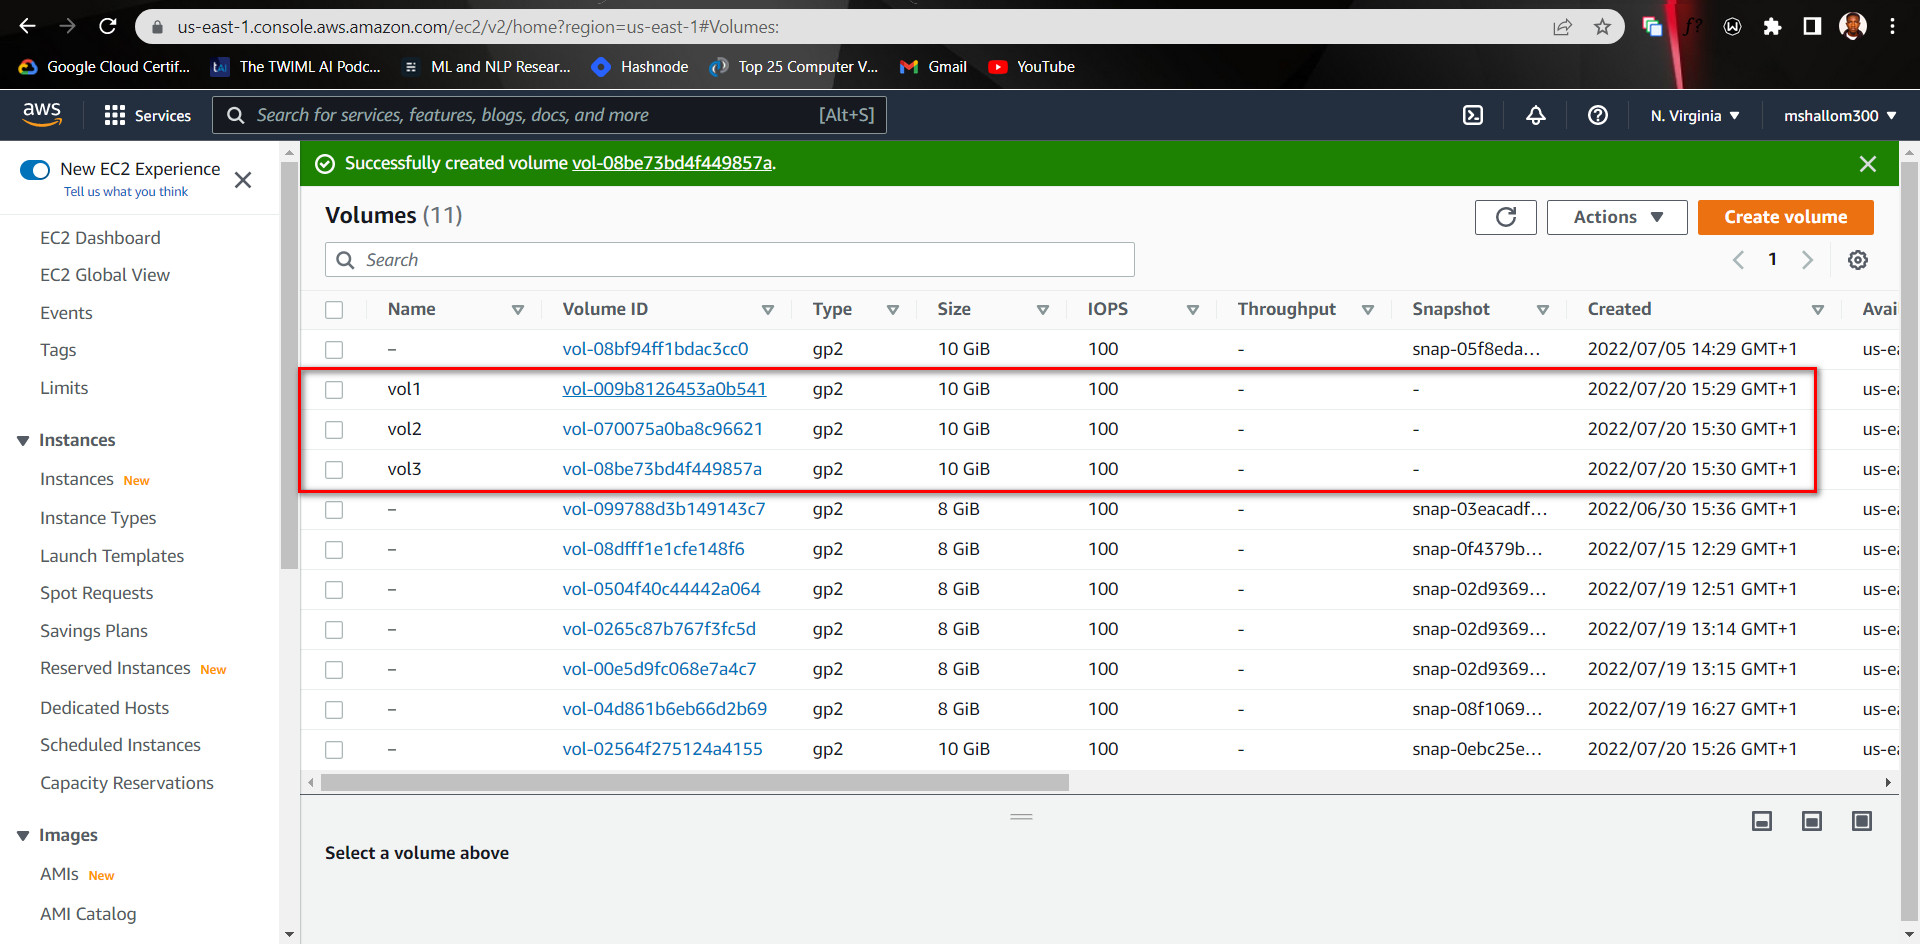 us-east-1.console.aws.amazon.com/ec2/v2/home?region=us-east-1#Volumes:
Google Cloud Certif... The TWIML AI Podc... ML and NLP Resear... Hashnode Top 25 Computer V... Gmail YouTube
aws Services Search for services, features, blogs, docs, and more [Alt+S] N. Virginia mshallom300
New EC2 Experience
Tell us what you think
EC2 Dashboard
EC2 Global View
Events
Tags
Limits
Instances
Instances New
Instance Types
Launch Templates
Spot Requests
Savings Plans
Reserved Instances New
Dedicated Hosts
Scheduled Instances
Capacity Reservations
Images
AMIs New
AMI Catalog
Successfully created volume vol-08be73bd4f449857a.
Volumes (11)
Actions
Create volume
Search
1
Name Volume ID Type Size IOPS Throughput Snapshot Created Avai
– vol-08bf94ff1bdac3cc0 gp2 10 GiB 100 - snap-05f8eda... 2022/07/05 14:29 GMT+1 us-ea
vol1 vol-009b8126453a0b541 gp2 10 GiB 100 - - 2022/07/20 15:29 GMT+1 us-ea
vol2 vol-070075a0ba8c96621 gp2 10 GiB 100 - - 2022/07/20 15:30 GMT+1 us-ea
vol3 vol-08be73bd4f449857a gp2 10 GiB 100 - - 2022/07/20 15:30 GMT+1 us-ea
– vol-099788d3b149143c7 gp2 8 GiB 100 - snap-03eacadf... 2022/06/30 15:36 GMT+1 us-ea
– vol-08dfff1e1cfe148f6 gp2 8 GiB 100 - snap-0f4379b... 2022/07/15 12:29 GMT+1 us-ea
– vol-0504f40c44442a064 gp2 8 GiB 100 - snap-02d9369... 2022/07/19 12:51 GMT+1 us-ea
– vol-0265c87b767f3fc5d gp2 8 GiB 100 - snap-02d9369... 2022/07/19 13:14 GMT+1 us-ea
– vol-00e5d9fc068e7a4c7 gp2 8 GiB 100 - snap-02d9369... 2022/07/19 13:15 GMT+1 us-ea
– vol-04d861b6eb66d2b69 gp2 8 GiB 100 - snap-08f1069... 2022/07/19 16:27 GMT+1 us-ea
– vol-02564f275124a4155 gp2 10 GiB 100 - snap-0ebc25e... 2022/07/20 15:26 GMT+1 us-ea
Select a volume above